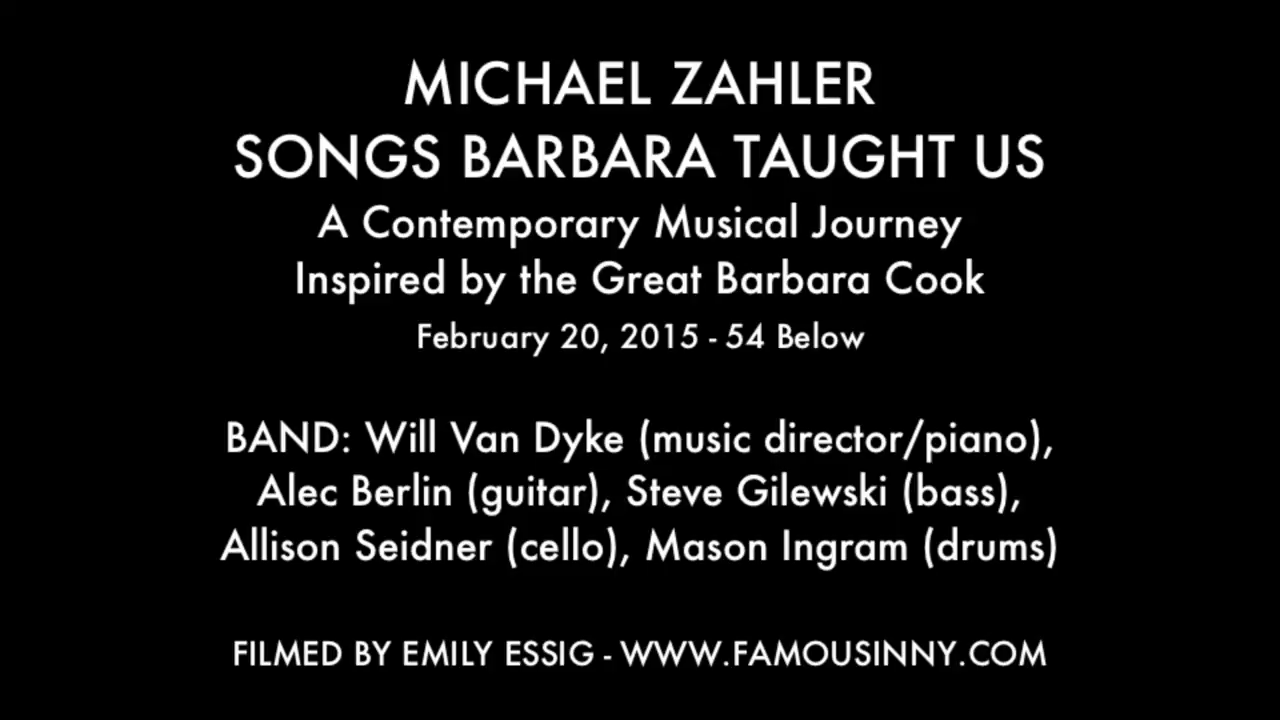 MICHAEL ZAHLER
SONGS BARBARA TAUGHT US
A Contemporary Musical Journey
Inspired by the Great Barbara Cook
February 20, 2015 - 54 Below
BAND: Will Van Dyke (music director/piano),
Alec Berlin (guitar), Steve Gilewski (bass),
Allison Seidner (cello), Mason Ingram (drums)
FILMED BY EMILY ESSIG - WWW.FAMOUSINNY.COM